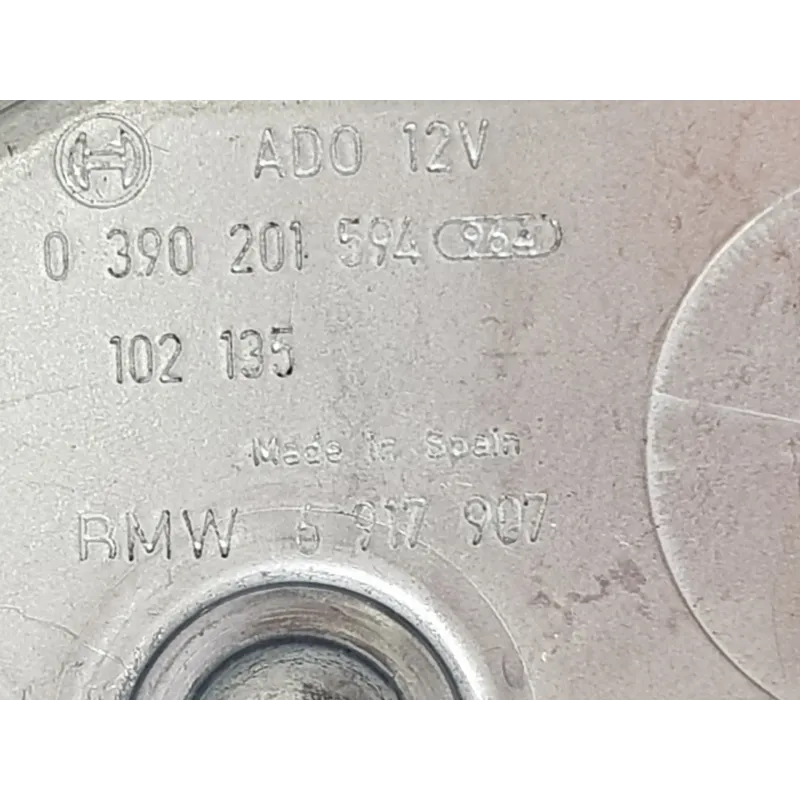 ADO 12V
0 390 201 594 964
102 135
Made in Spain
BMW 6 917 907